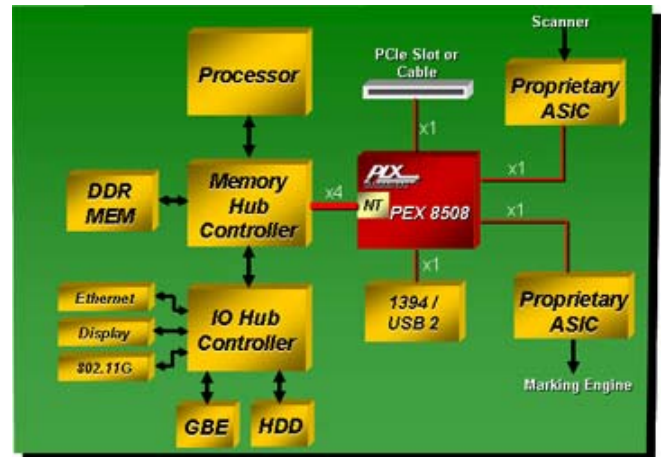 Scanner
PCIe Slot or
Cable
Processor
Proprietary
ASIC
x1
PLX
x1
DDR
MEM
Memory
Hub
Controller
x4
NT
PEX 8508
x1
x1
Ethernet
Display
802.11G
IO Hub
Controller
1394 /
USB 2
Proprietary
ASIC
Marking Engine
GBE
HDD